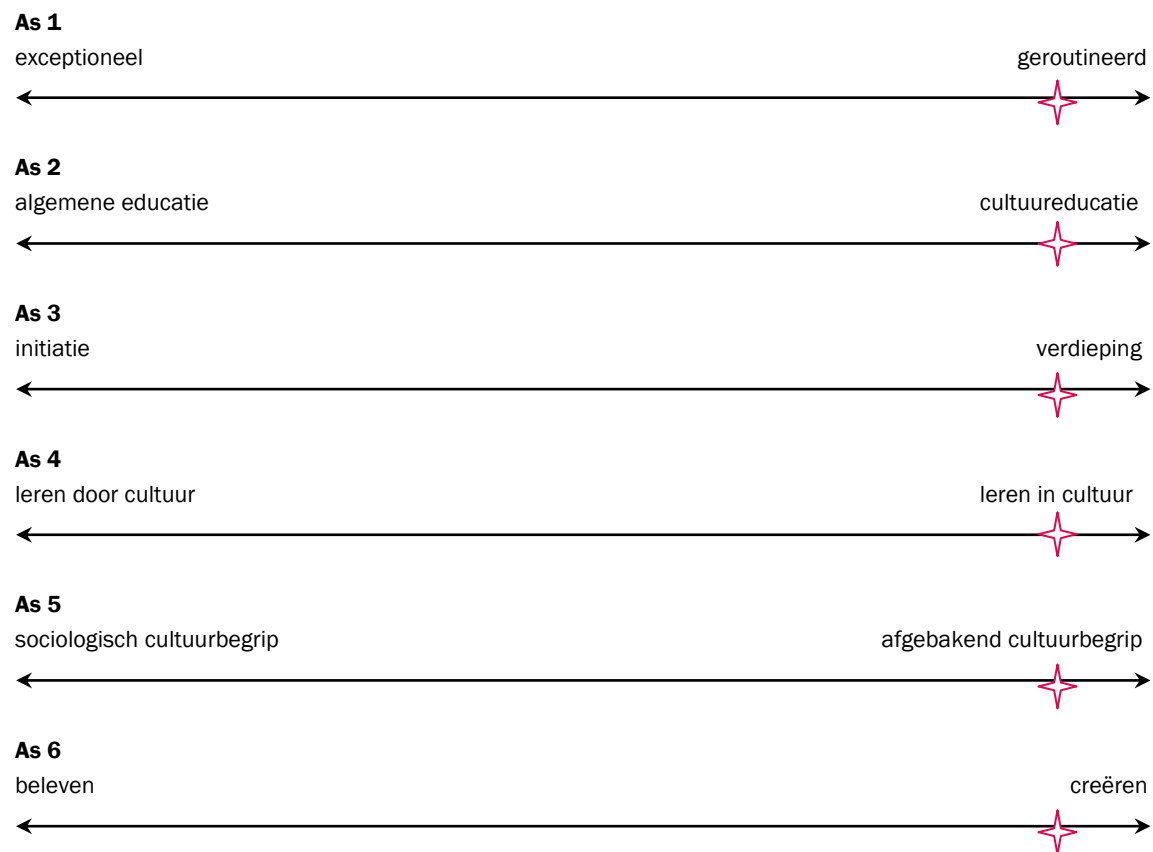 As 1
exceptioneel geroutineerd
As 2
algemene educatie cultuureducatie
As 3
initiatie verdieping
As 4
leren door cultuur leren in cultuur
As 5
sociologisch cultuurbegrip afgebakend cultuurbegrip
As 6
beleven creëren